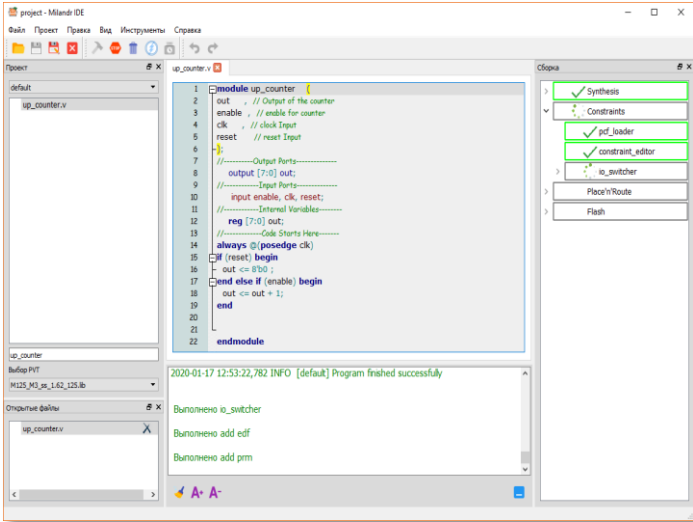 project - Milandr IDE
Файл Проект Правка Вид Инструменты Справка
STOP
Проект
default
up_counter.v
up_counter
Выбор PVT
M125_M3_ss_1.62_125.lib
Открытые файлы
up_counter.v
up_counter.v
1 module up_counter (
2 out , // Output of the counter
3 enable , // enable for counter
4 clk , // clock Input
5 reset // reset Input
6 );
7 //----------Output Ports--------------
8 output [7:0] out;
9 //------------Input Ports--------------
10 input enable, clk, reset;
11 //------------Internal Variables--------
12 reg [7:0] out;
13 //-------------Code Starts Here-------
14 always @(posedge clk)
15 if (reset) begin
16 out <= 8'b0 ;
17 end else if (enable) begin
18 out <= out + 1;
19 end
20
21
22 endmodule
2020-01-17 12:53:22,782 INFO [default] Program finished successfully
Выполнено io_switcher
Выполнено add edf
Выполнено add prm
A+ A-
Сборка
Synthesis
Constraints
pcf_loader
constraint_editor
io_switcher
Place'n'Route
Flash